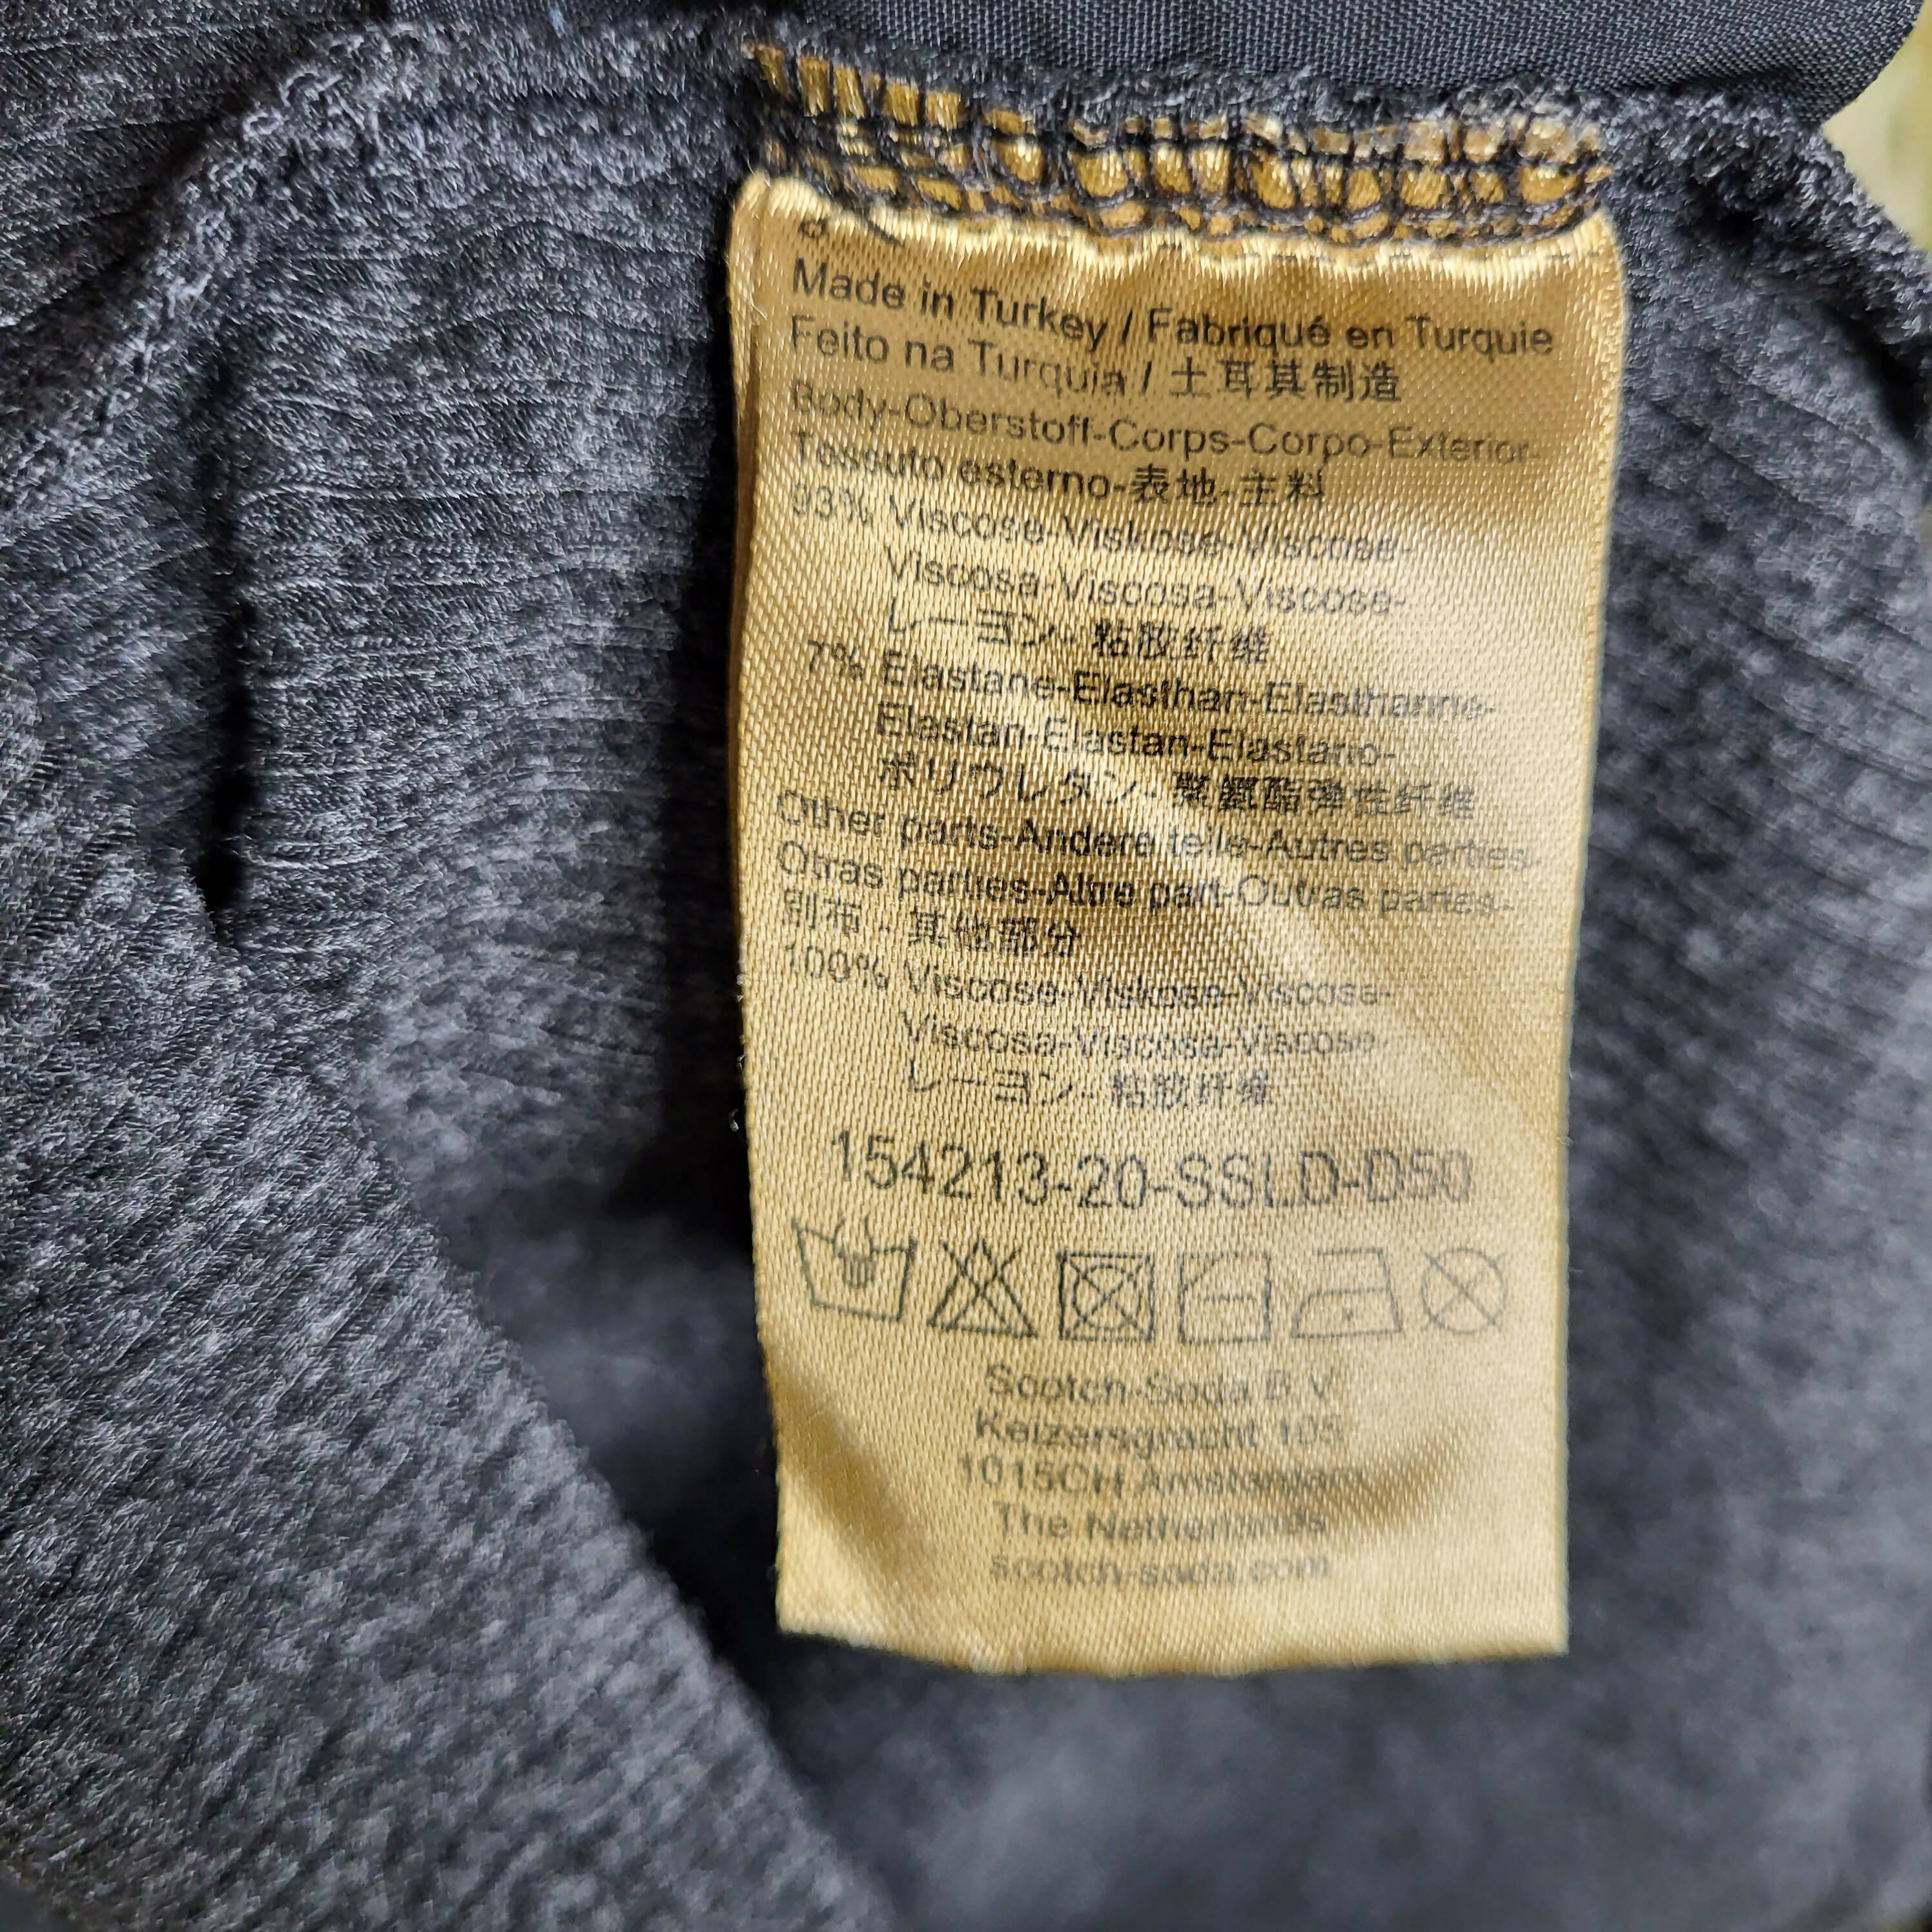 Made in Turkey / Fabriqué en Turquie
Feito na Turquia / 土耳其制造
Body-Oberstoff-Corps-Corpo-Exterior-
Tessuto esterno-表地-主料
93% Viscose-Viskose-Viscose-
Viscosa-Viscosa-Viscose-
レーヨン-粘胶纤维
7% Elastane-Elasthan-Elasthanne-
Elastan-Elastan-Elastano-
ポリウレタン-聚氨酯弹性纤维
Other parts-Andere teile-Autres parties-
Otras parties-Altre part-Outras partes-
別布-其他部分
100% Viscose-Viskose-Viscose-
Viscosa-Viscosa-Viscose
レーヨン-粘胶纤维
154213-20-SSLD-D50
Scotch-Soda B.V
Keizersgracht 105
1015CH Amsterdam
The Netherlands
scotch-soda.com